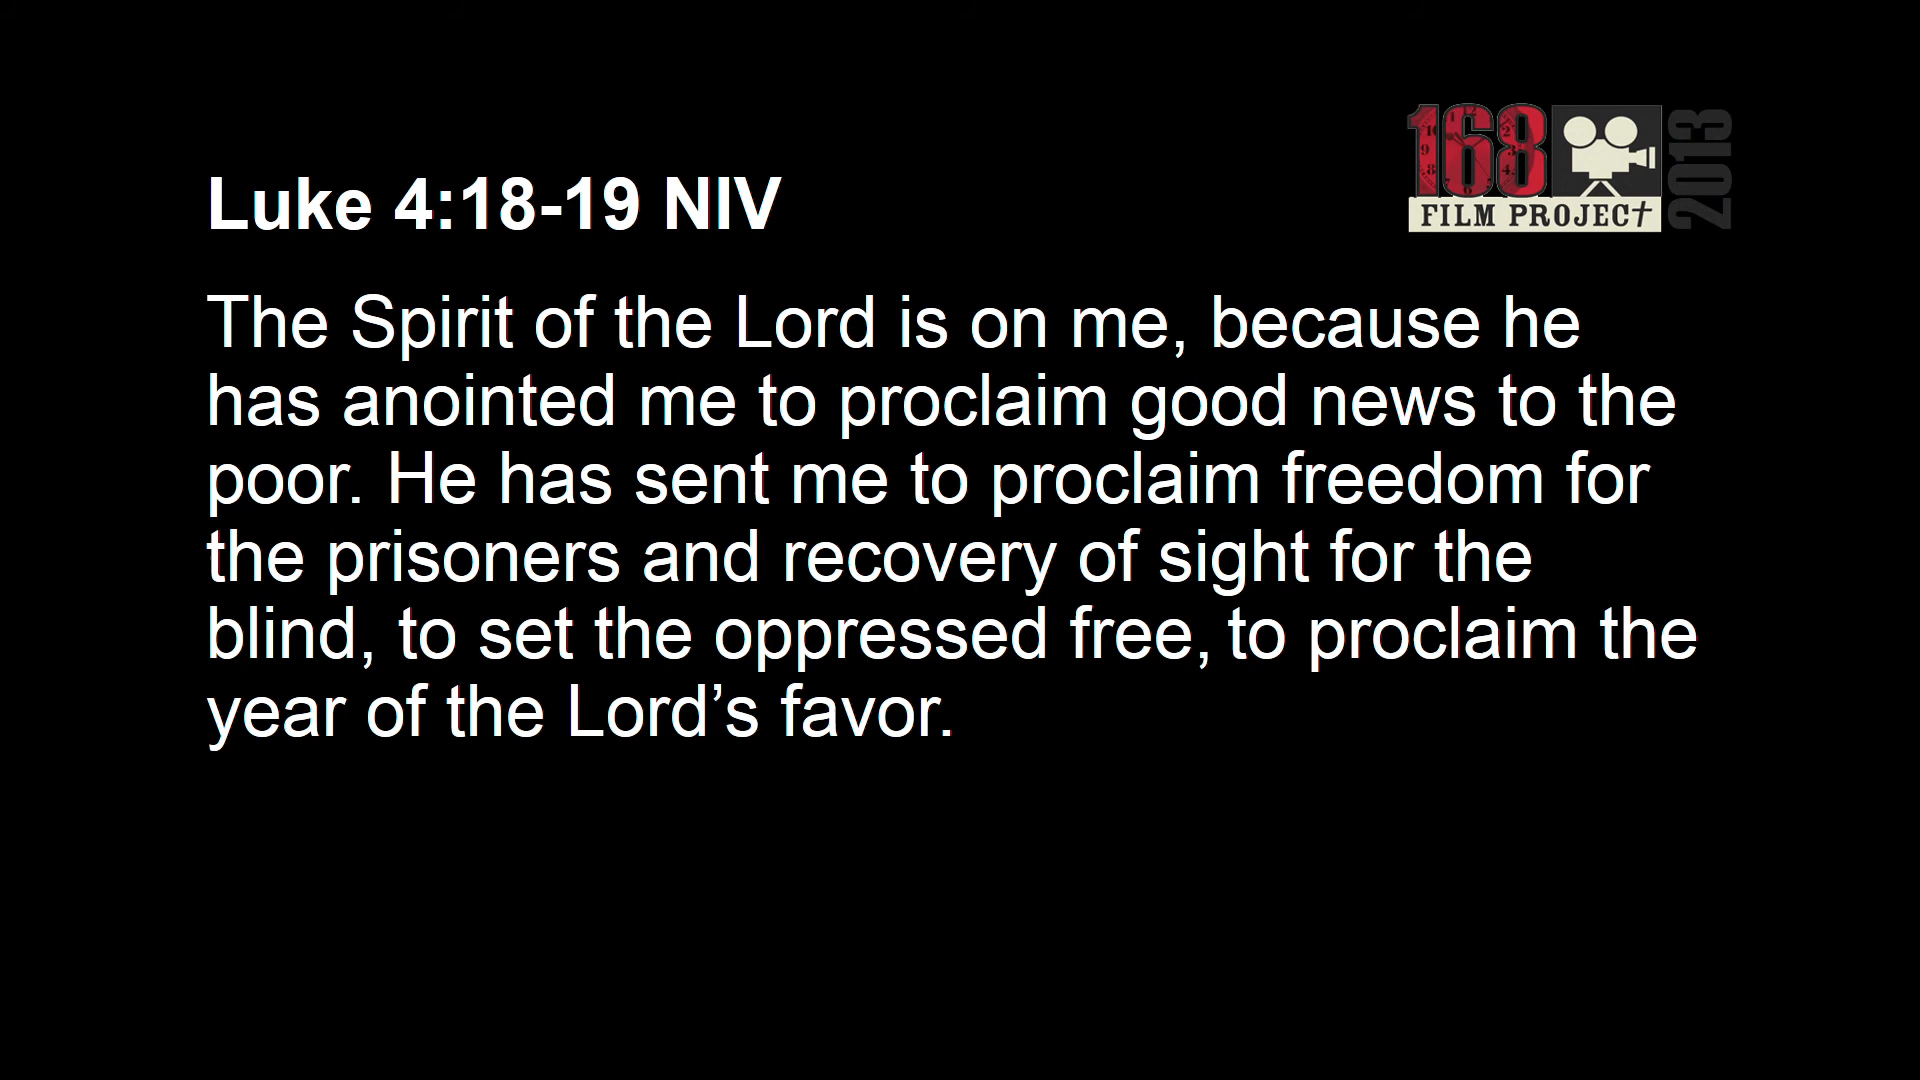 168
FILM PROJECT
2013
Luke 4:18-19 NIV
The Spirit of the Lord is on me, because he
has anointed me to proclaim good news to the
poor. He has sent me to proclaim freedom for
the prisoners and recovery of sight for the
blind, to set the oppressed free, to proclaim the
year of the Lord’s favor.